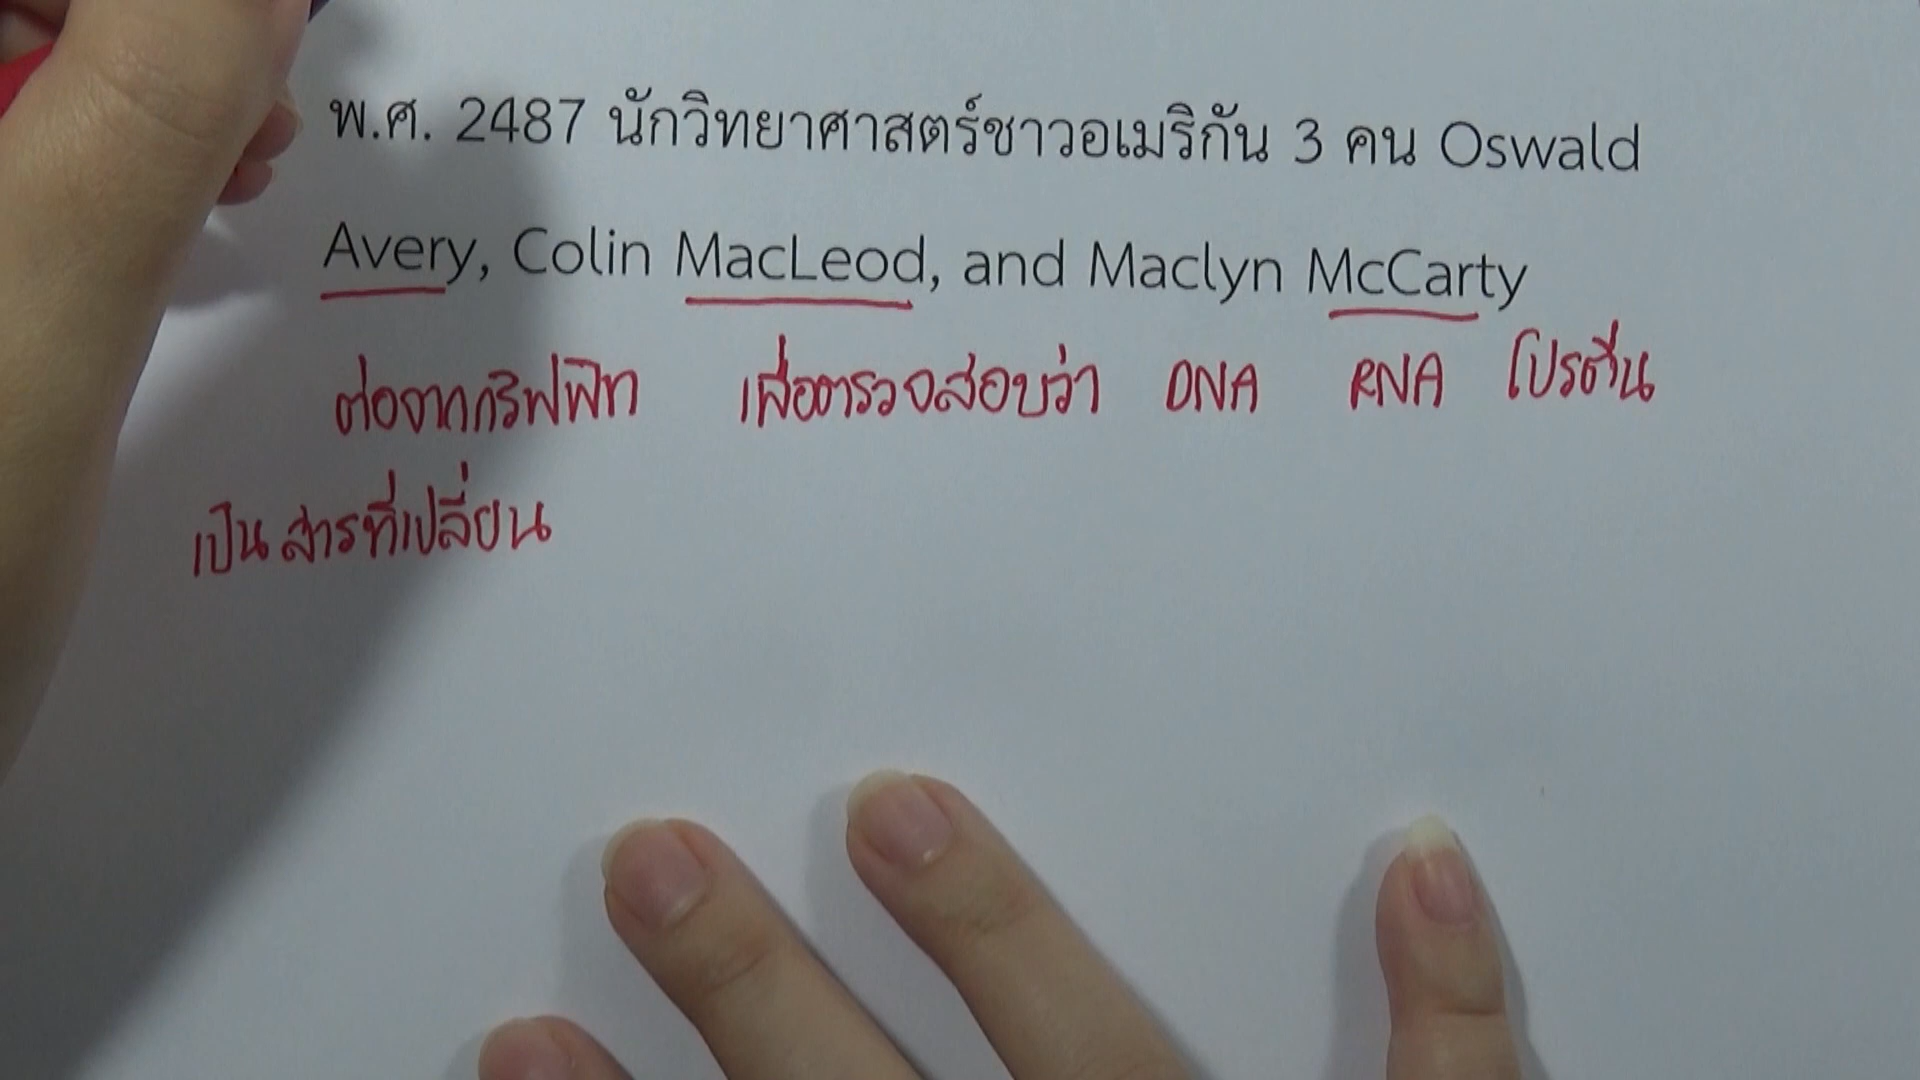 พ.ศ. 2487 นักวิทยาศาสตร์ชาวอเมริกัน 3 คน Oswald
Avery, Colin MacLeod, and Maclyn McCarty
ต่อจากกริฟฟิท เพื่อตรวจสอบว่า DNA RNA โปรตีน
เป็นสารที่เปลี่ยน